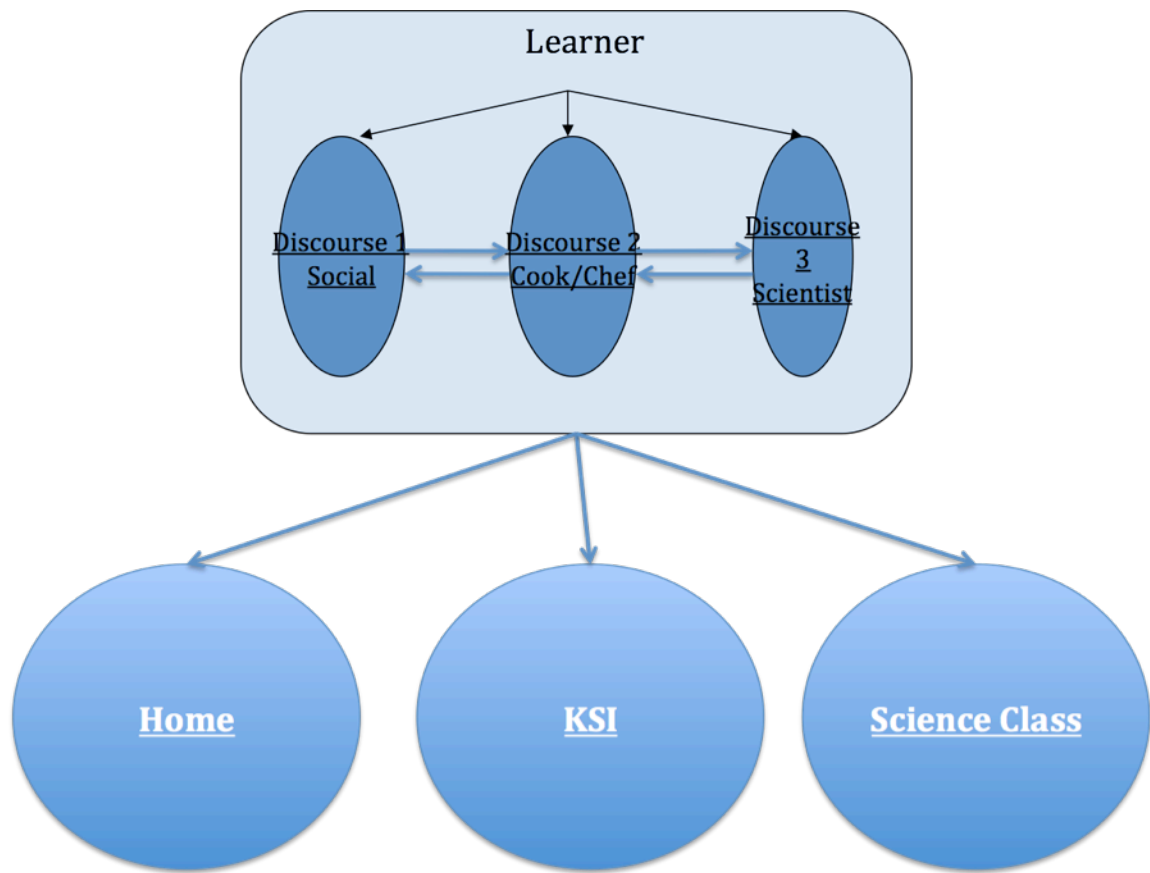 Learner
Discourse 1
Social
Discourse 2
Cook/Chef
Discourse
3
Scientist
Home
KSI
Science Class